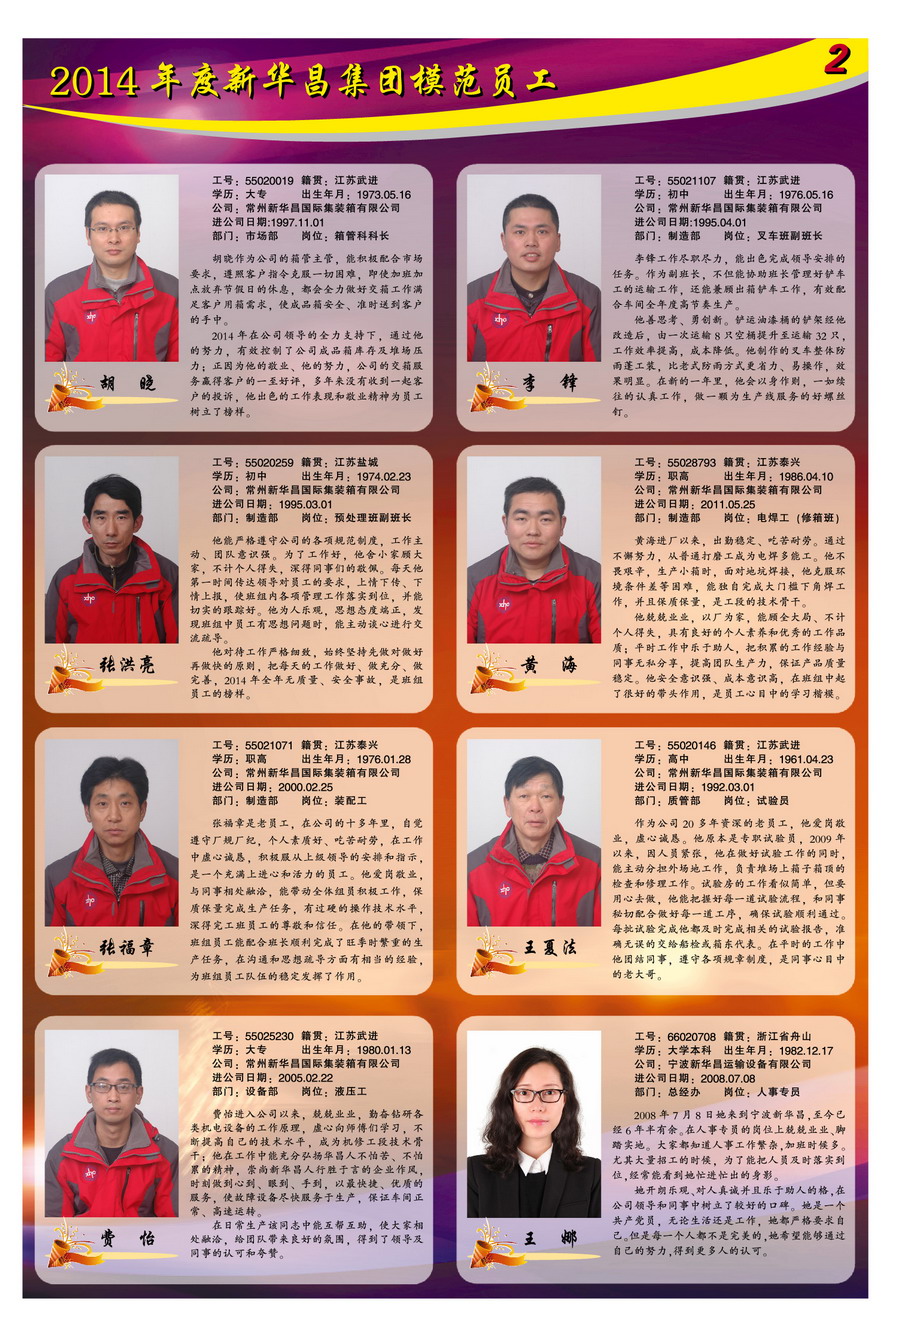 2014 年度新华昌集团模范员工
2
工号：55020019 籍贯：江苏武进
学历：大专 出生年月：1973.05.16
公司：常州新华昌国际集装箱有限公司
进公司日期:1997.11.01
部门：市场部 岗位：箱管科科长
胡晓作为公司的箱管主管，能积极配合市场
要求，遵照客户指令克服一切困难，即使加班加
点放弃节假日的休息，都会全力做好交箱工作满
足客户用箱需求，使成品箱安全、准时送到客户
的手中。
2014 年在公司领导的全力支持下，通过他
的努力，有效控制了公司成品箱库存及堆场压
力；正因为他的敬业、他的努力，公司的交箱服
务赢得客户的一至好评，多年来没有收到一起客
户的投诉，他出色的工作表现和敬业精神为员工
树立了榜样。
胡 晓
工号：55021107 籍贯：江苏武进
学历：初中 出生年月：1976.05.16
公司：常州新华昌国际集装箱有限公司
进公司日期:1995.04.01
部门：制造部 岗位：叉车班副班长
李锋工作尽职尽力，能出色完成领导安排的
任务。作为副班长，不但能协助班长管理好铲车
工的运输工作，还能兼顾出箱铲车工作，有效配
合车间全年度高节奏生产。
他善思考、勇创新。铲运油漆桶的铲架经他
改造后，由一次运输 8 只空桶提升至运输 32 只，
工作效率提高，成本降低。他制作的叉车整体防
雨蓬工装，比老式防雨方式更省力、易操作，效
果明显。在新的一年里，他会以身作则，一如续
往的认真工作，做一颗为生产线服务的好螺丝
钉。
李 锋
工号：55020259 籍贯：江苏盐城
学历：初中 出生年月：1974.02.23
公司：常州新华昌国际集装箱有限公司
进公司日期：1995.03.01
部门：制造部 岗位：预处理班副班长
他能严格遵守公司的各项规范制度，工作主
动、团队意识强。为了工作好，他舍小家顾大
家，不计个人得失，深得同事们的敬佩。每天他
第一时间传达领导对员工的要求，上情下传、下
情上报，使班组内各项管理工作落实到位，并能
切实的跟踪好。他为人乐观，思想态度端正，发
现班组中员工有思想问题时，能主动谈心进行交
流疏导。
他对待工作严格细致，始终坚持先做对做好
再做快的原则，把每天的工作做好、做充分、做
完善，2014 年全年无质量、安全事故，是班组
员工的榜样。
张洪亮
工号：55028793 籍贯：江苏泰兴
学历：职高 出生年月：1986.04.10
公司：常州新华昌国际集装箱有限公司
进公司日期：2011.05.25
部门：制造部 岗位：电焊工（修箱班）
黄海进厂以来，出勤稳定、吃苦耐劳。通过
不懈努力，从普通打磨工成为电焊多能工。他不
畏艰辛，生产小箱时，面对地坑焊接，他克服环
境条件差等困难，能独自完成大门槛下角焊工
作，并且保质保量，是工段的技术骨干。
他兢兢业业，以厂为家，能顾全大局、不计
个人得失，具有良好的个人素养和优秀的工作品
质；平时工作中乐于助人，把积累的工作经验与
同事无私分享，提高团队生产力，保证产品质量
稳定。他安全意识强、成本意识高，在班组中起
了很好的带头作用，是员工心目中的学习楷模。
黄 海
工号：55021071 籍贯：江苏泰兴
学历：职高 出生年月：1976.01.28
公司：常州新华昌国际集装箱有限公司
进公司日期：2000.02.25
部门：制造部 岗位：装配工
张福章是老员工，在公司的十多年里，自觉
遵守厂规厂纪，个人素质好、吃苦耐劳，在工作
中虚心诚恳，积极服从上级领导的安排和指示，
是一个充满上进心和活力的员工。他爱岗敬业，
与同事相处融洽，能带动全体组员积极工作，保
质保量完成生产任务，有过硬的操作技术水平，
深得完工班员工的尊敬和信任。在他的带领下，
班组员工能配合班长顺利完成了旺季时繁重的生
产任务，在沟通和思想疏导方面有相当的经验，
为班组员工队伍的稳定发挥了作用。
张福章
工号：55020146 籍贯：江苏武进
学历：高中 出生年月：1961.04.23
公司：常州新华昌国际集装箱有限公司
进公司日期：1992.03.01
部门：质管部 岗位：试验员
作为公司 20 多年资深的老员工，他爱岗敬
业，虚心诚恳。他原本是专职试验员，2009 年
以来，因人员紧张，他在做好试验工作的同时，
能主动分担外场地工作，负责堆场上箱子箱顶的
检查和修理工作。试验房的工作看似简单，但要
用心去做，他能把握好每一道试验流程，和同事
秘切配合做好每一道工序，确保试验顺利通过。
每批试验完成他都及时完成相关的试验报告，准
确无误的交给船检或箱东代表。在平时的工作中
他团结同事，遵守各项规章制度，是同事心目中
的老大哥。
王夏法
工号：55025230 籍贯：江苏武进
学历：大专 出生年月：1980.01.13
公司：常州新华昌国际集装箱有限公司
进公司日期：2005.02.22
部门：设备部 岗位：液压工
费怡进入公司以来，兢兢业业，勤奋钻研各
类机电设备的工作原理，虚心向师傅们学习，不
断提高自己的技术水平，成为机修工段技术骨
干；他在工作中能充分弘扬华昌人不怕苦、不怕
累的精神，崇尚新华昌人行胜于言的企业作风，
时刻做到心到、眼到、手到，以最快捷、优质的
服务，使故障设备尽快服务于生产，保证车间正
常、高速运转。
在日常生产该同志中能互帮互助，使大家相
处融洽，给团队带来良好的氛围，得到了领导及
同事的认可和夸赞。
费 怡
工号：66020708 籍贯：浙江省舟山
学历：大学本科 出生年月：1982.12.17
公司：宁波新华昌运输设备有限公司
进公司日期：2008.07.08
部门：总经办 岗位：人事专员
2008 年 7 月 8 日她来到宁波新华昌,至今已
经 6 年半有余。在人事专员的岗位上兢兢业业、脚
踏实地。大家都知道人事工作繁杂,加班时候多。
尤其大量招工的时候，为了能把人员及时落实到
位,经常能看到她忙进忙出的身影。
她开朗乐观、对人真诚并且乐于助人的格,在
公司领导和同事中树立了较好的口碑。她是一个
共产党员，无论生活还是工作，她都严格要求自
己。但是每一个人都不是完美的,她希望能够通过
自己的努力,得到更多人的认可。
王 娜